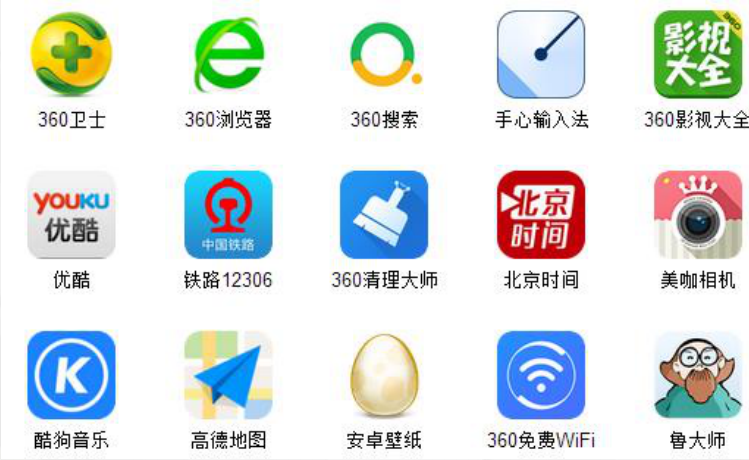 影视
大全
360
360卫士
360浏览器
360搜索
手心输入法
360影视大全
YOUKU
优酷
中国铁路
北京
时间
优酷
铁路12306
360清理大师
北京时间
美咖相机
K
酷狗音乐
高德地图
安卓壁纸
360免费WiFi
鲁大师